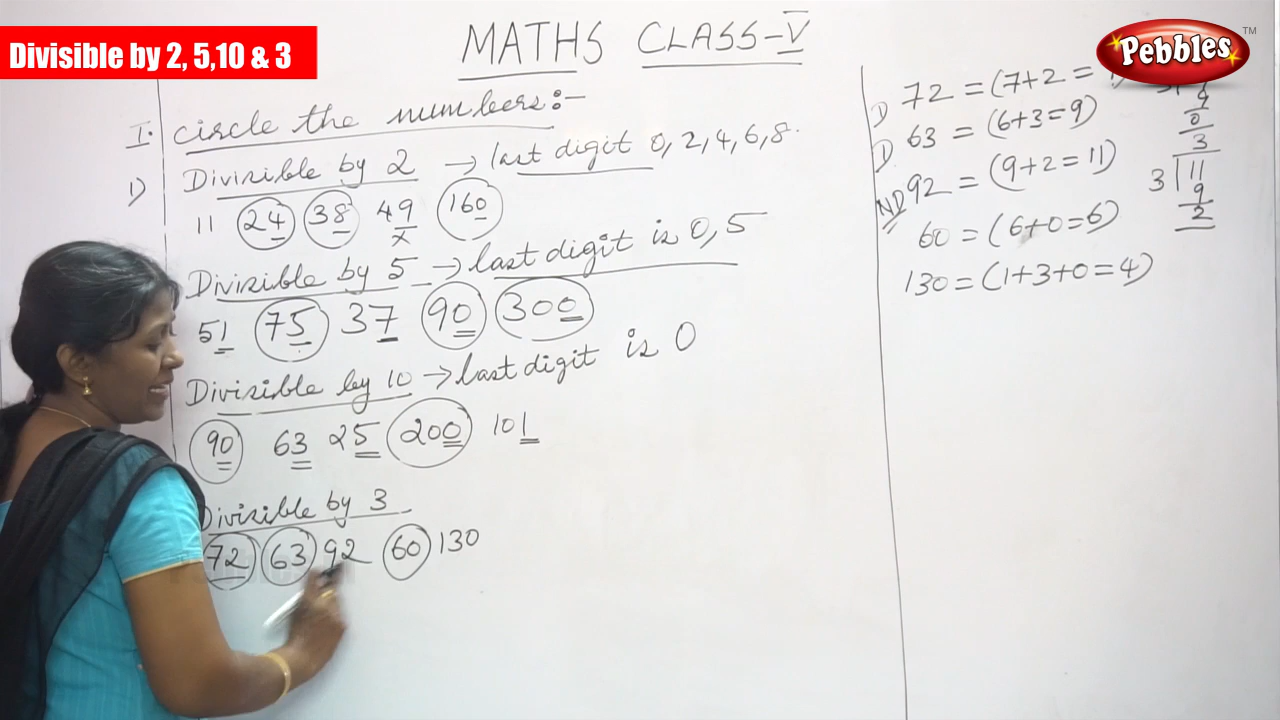 Divisible by 2, 5,10 & 3
MATHS CLASS-V
Pebbles
TM
I. circle the numbers:-
1) Divisible by 2 → last digit 0, 2, 4, 6, 8.
11 24 38 49 160
x
Divisible by 5 → last digit is 0, 5
51 75 37 90 300
Divisible by 10 → last digit is 0
90 63 25 200 101
Divisible by 3
72 63 92 60 130
D 72 = (7+2 =
D 63 = (6+3=9)
ND 92 = (9+2=11)
60 = (6+0=6)
130 = (1+3+0=4)
9
0
3
3 11
9
2